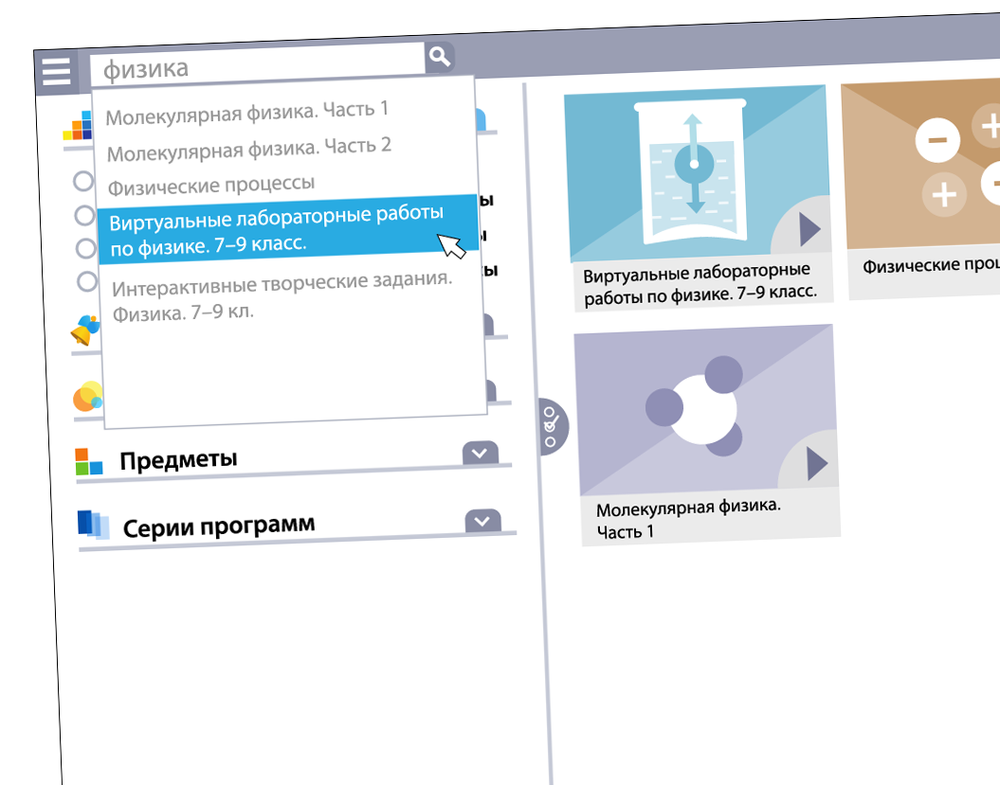 физика
Молекулярная физика. Часть 1
Молекулярная физика. Часть 2
Физические процессы
Виртуальные лабораторные работы
по физике. 7–9 класс.
Интерактивные творческие задания.
Физика. 7–9 кл.
ы
ы
ы
Предметы
Серии программ
Виртуальные лабораторные
работы по физике. 7–9 класс.
Физические
Молекулярная физика.
Часть 1